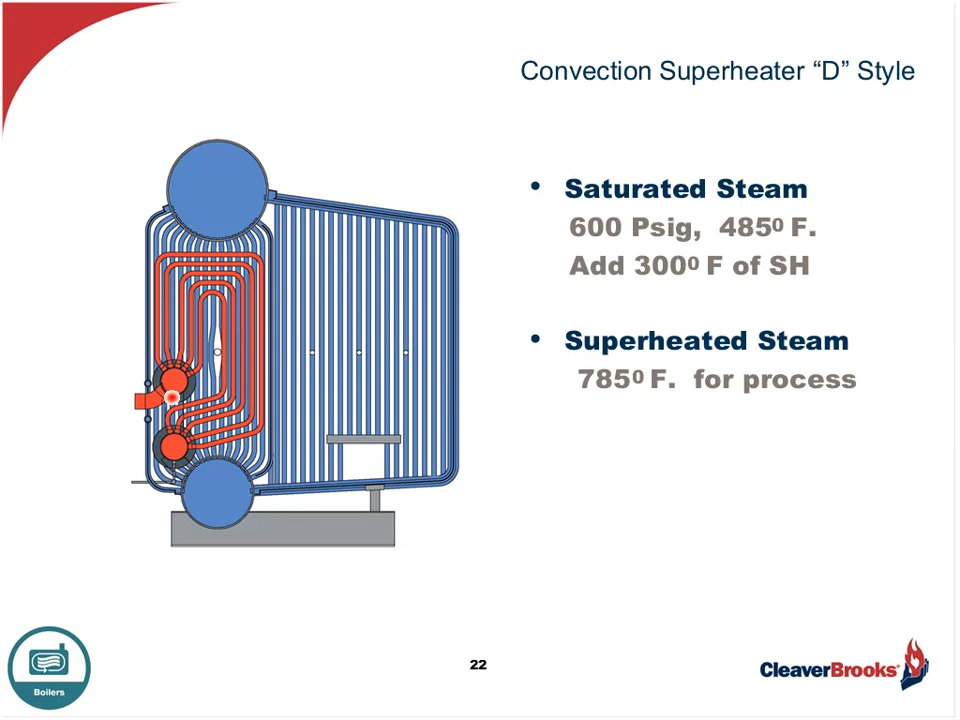 Convection Superheater “D” Style
• Saturated Steam
600 Psig, 485⁰ F.
Add 300⁰ F of SH
• Superheated Steam
785⁰ F. for process
Boilers
22
CleaverBrooks®